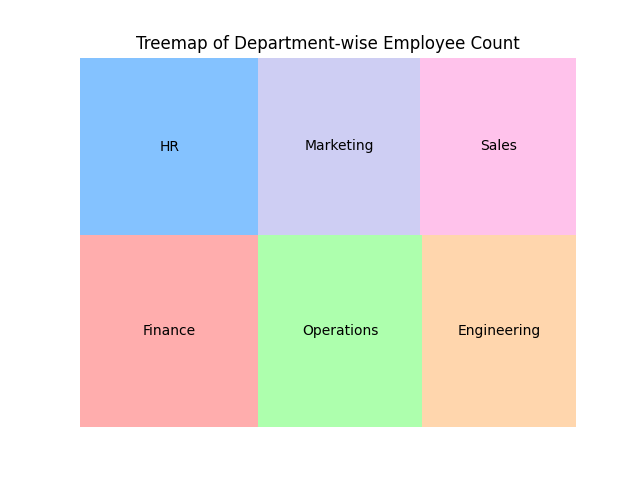 Treemap of Department-wise Employee Count
HR
Marketing
Sales
Finance
Operations
Engineering